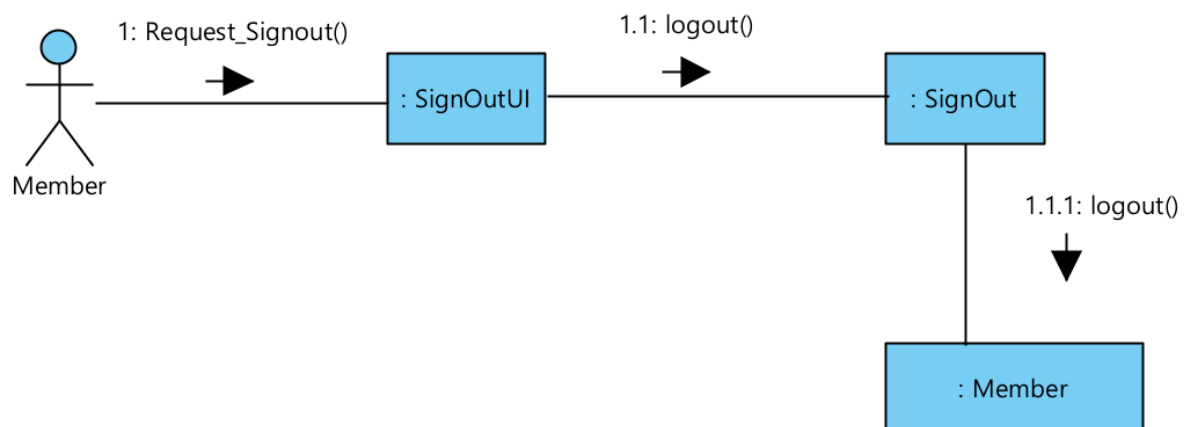 1: Request_Signout()
1.1: logout()
: SignOutUI
: SignOut
Member
1.1.1: logout()
: Member